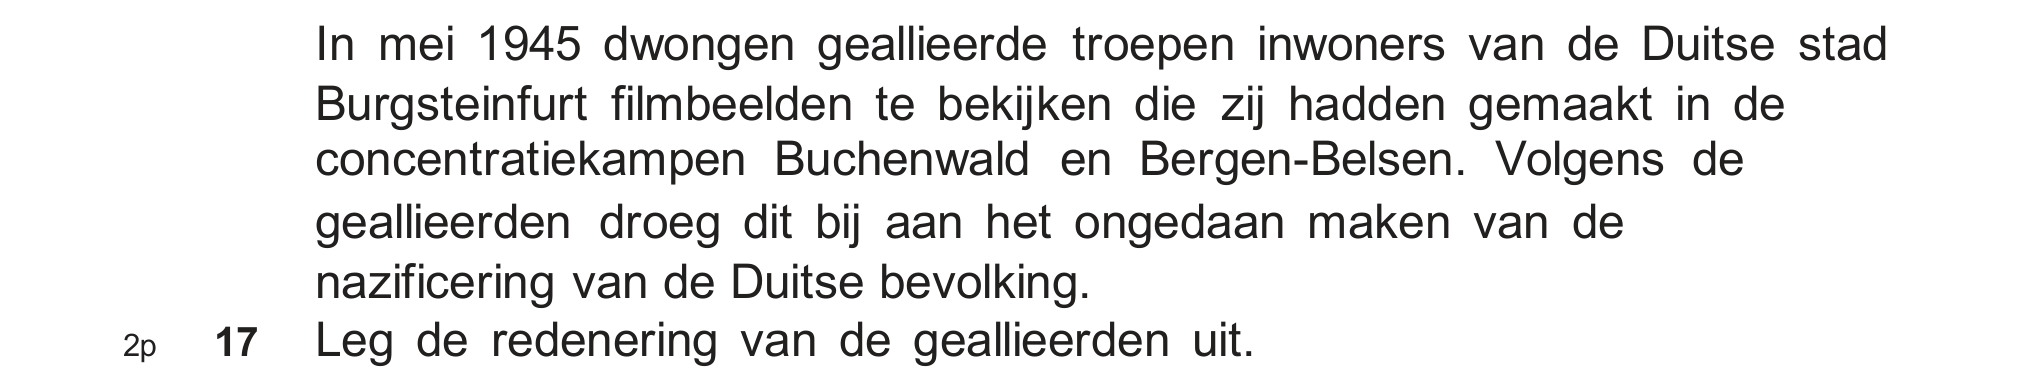 In mei 1945 dwongen geallieerde troepen inwoners van de Duitse stad
Burgsteinfurt filmbeelden te bekijken die zij hadden gemaakt in de
concentratiekampen Buchenwald en Bergen-Belsen. Volgens de
geallieerden droeg dit bij aan het ongedaan maken van de
nazificering van de Duitse bevolking.
2p 17 Leg de redenering van de geallieerden uit.